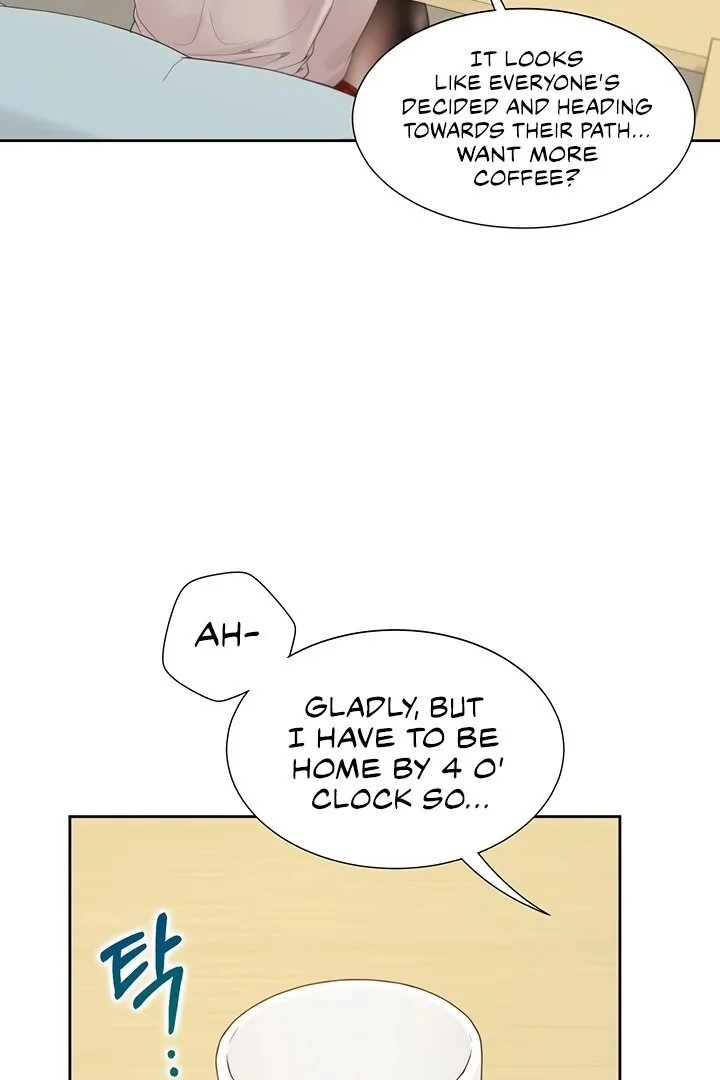 IT LOOKS
LIKE EVERYONE'S
DECIDED AND HEADING
TOWARDS THEIR PATH...
WANT MORE
COFFEE?
AH-
GLADLY, BUT
I HAVE TO BE
HOME BY 4 O'
CLOCK SO...
탁